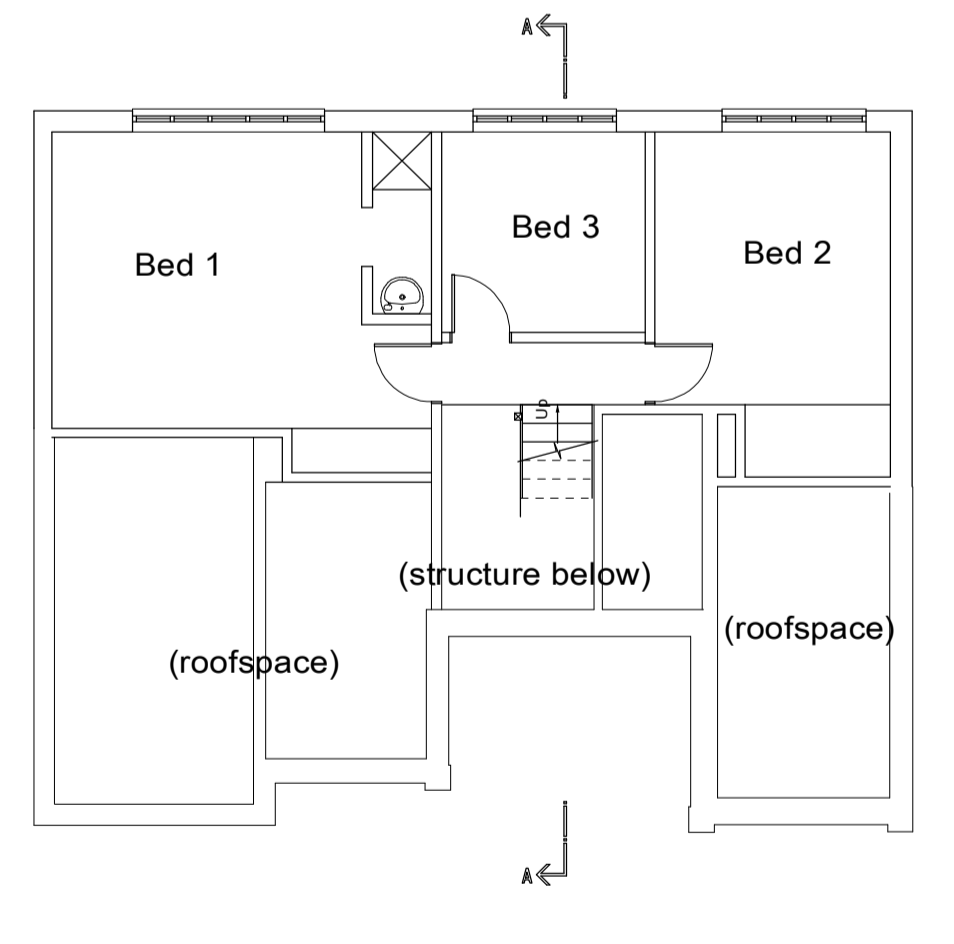 A
Bed 3
Bed 2
Bed 1
Up
(structure below)
(roofspace)
(roofspace)
A